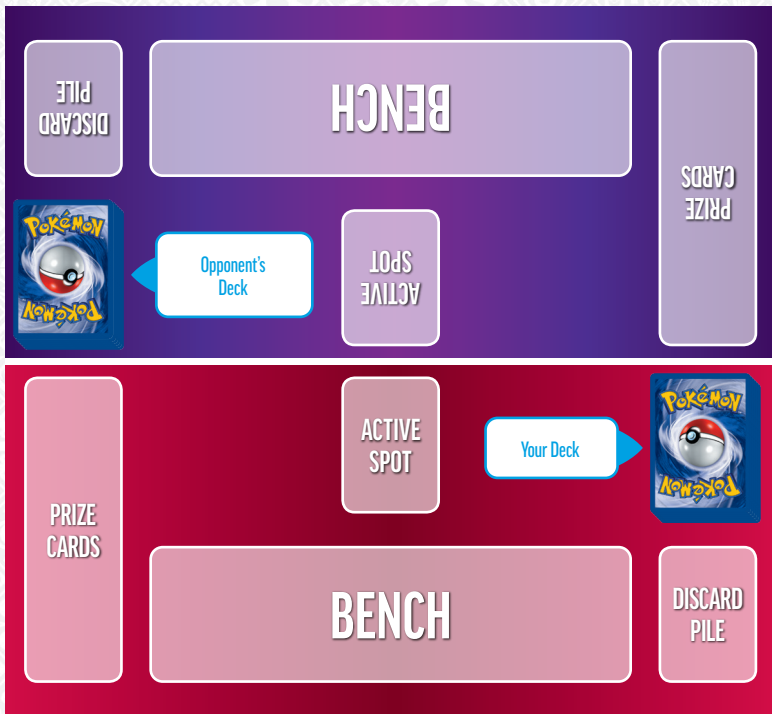 DISCARD
PILE
BENCH
PRIZE
CARDS
POKéMON
POKéMON
Opponent's
Deck
ACTIVE
SPOT
PRIZE
CARDS
ACTIVE
SPOT
Your Deck
POKéMON
POKéMON
BENCH
DISCARD
PILE